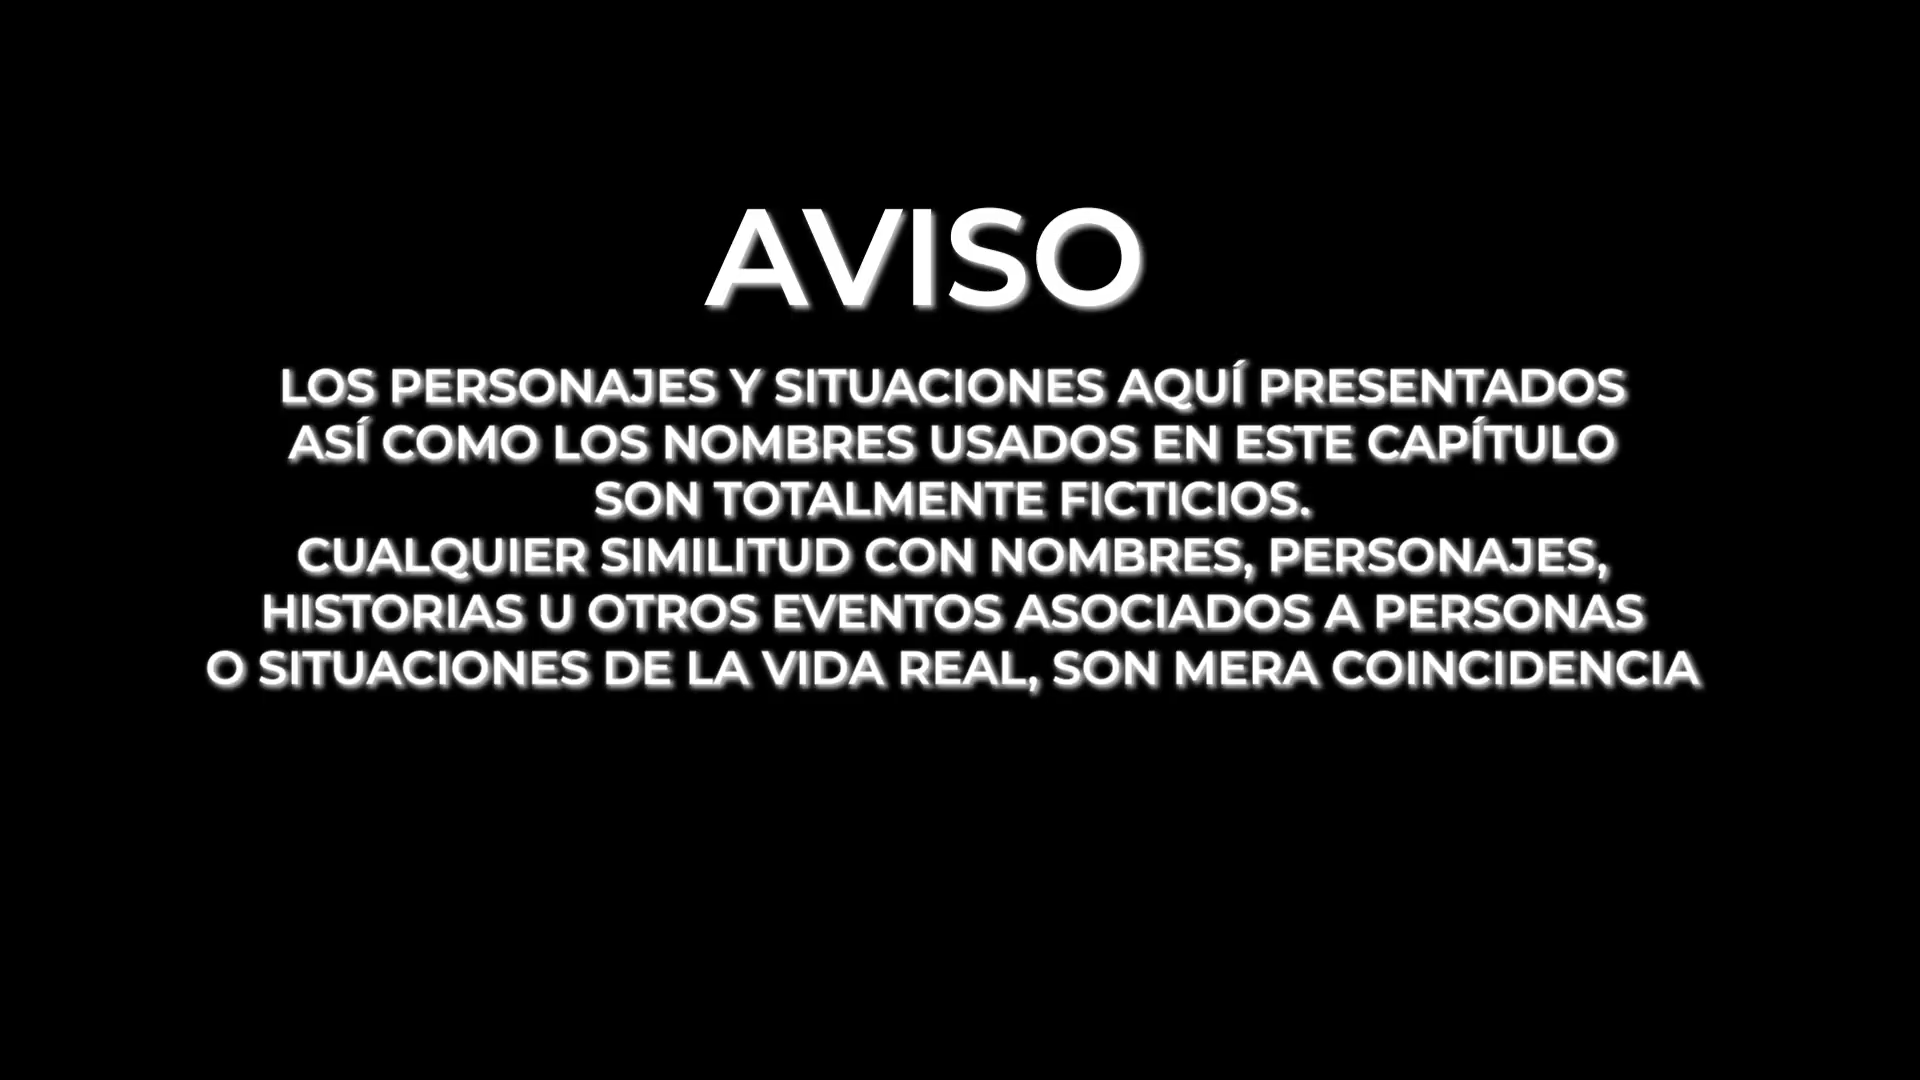 AVISO
LOS PERSONAJES Y SITUACIONES AQUÍ PRESENTADOS
ASÍ COMO LOS NOMBRES USADOS EN ESTE CAPÍTULO
SON TOTALMENTE FICTICIOS.
CUALQUIER SIMILITUD CON NOMBRES, PERSONAJES,
HISTORIAS U OTROS EVENTOS ASOCIADOS A PERSONAS
O SITUACIONES DE LA VIDA REAL, SON MERA COINCIDENCIA